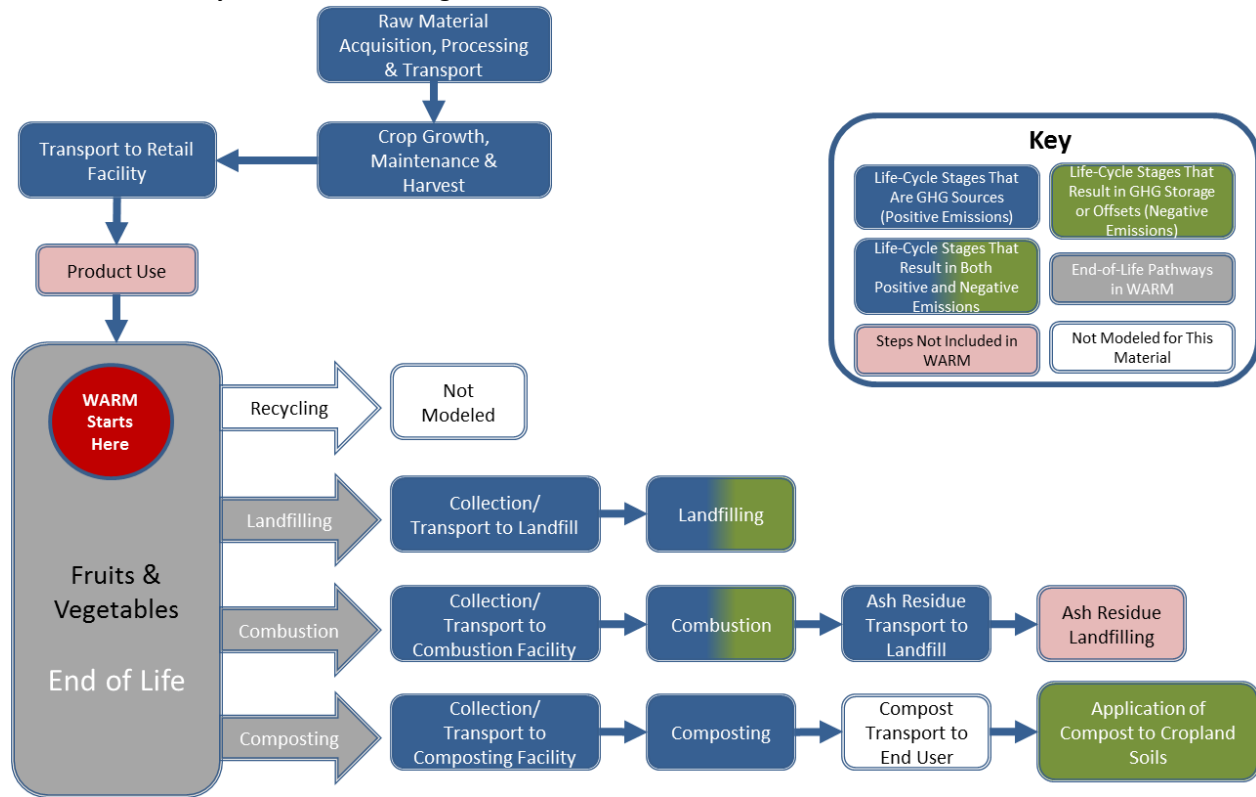 Raw Material
Acquisition, Processing
& Transport
Transport to Retail
Facility
Crop Growth,
Maintenance &
Harvest
Product Use
Key
Life-Cycle Stages That
Are GHG Sources
(Positive Emissions)
Life-Cycle Stages That
Result in GHG Storage
or Offsets (Negative
Emissions)
Life-Cycle Stages That
Result in Both
Positive and Negative
Emissions
End-of-Life Pathways
in WARM
Steps Not Included in
WARM
Not Modeled for This
Material
WARM
Starts
Here
Fruits &
Vegetables
End of Life
Recycling
Not
Modeled
Landfilling
Collection/
Transport to Landfill
Landfilling
Combustion
Collection/
Transport to
Combustion Facility
Combustion
Ash Residue
Transport to
Landfill
Ash Residue
Landfilling
Composting
Collection/
Transport to
Composting Facility
Composting
Compost
Transport to
End User
Application of
Compost to Cropland
Soils